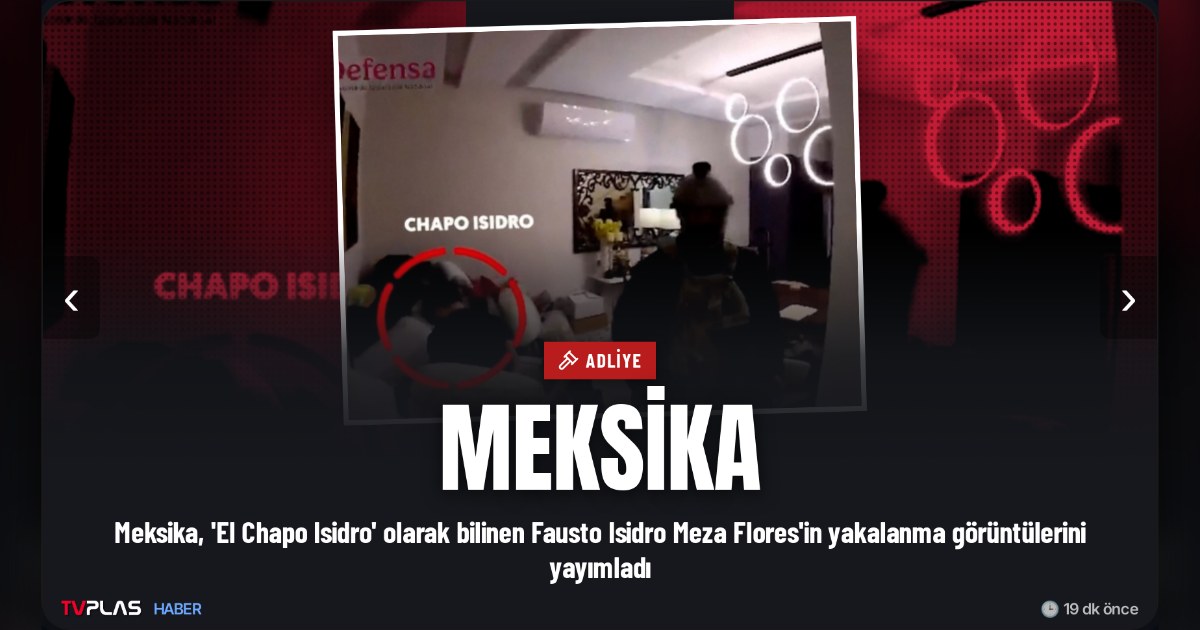 Defensa
CHAPO ISIDRO
CHAPO ISI
ADLİYE
MEKSİKA
Meksika, 'El Chapo Isidro' olarak bilinen Fausto Isidro Meza Flores'in yakalanma görüntülerini
yayımladı
TVPLAS HABER
19 dk önce